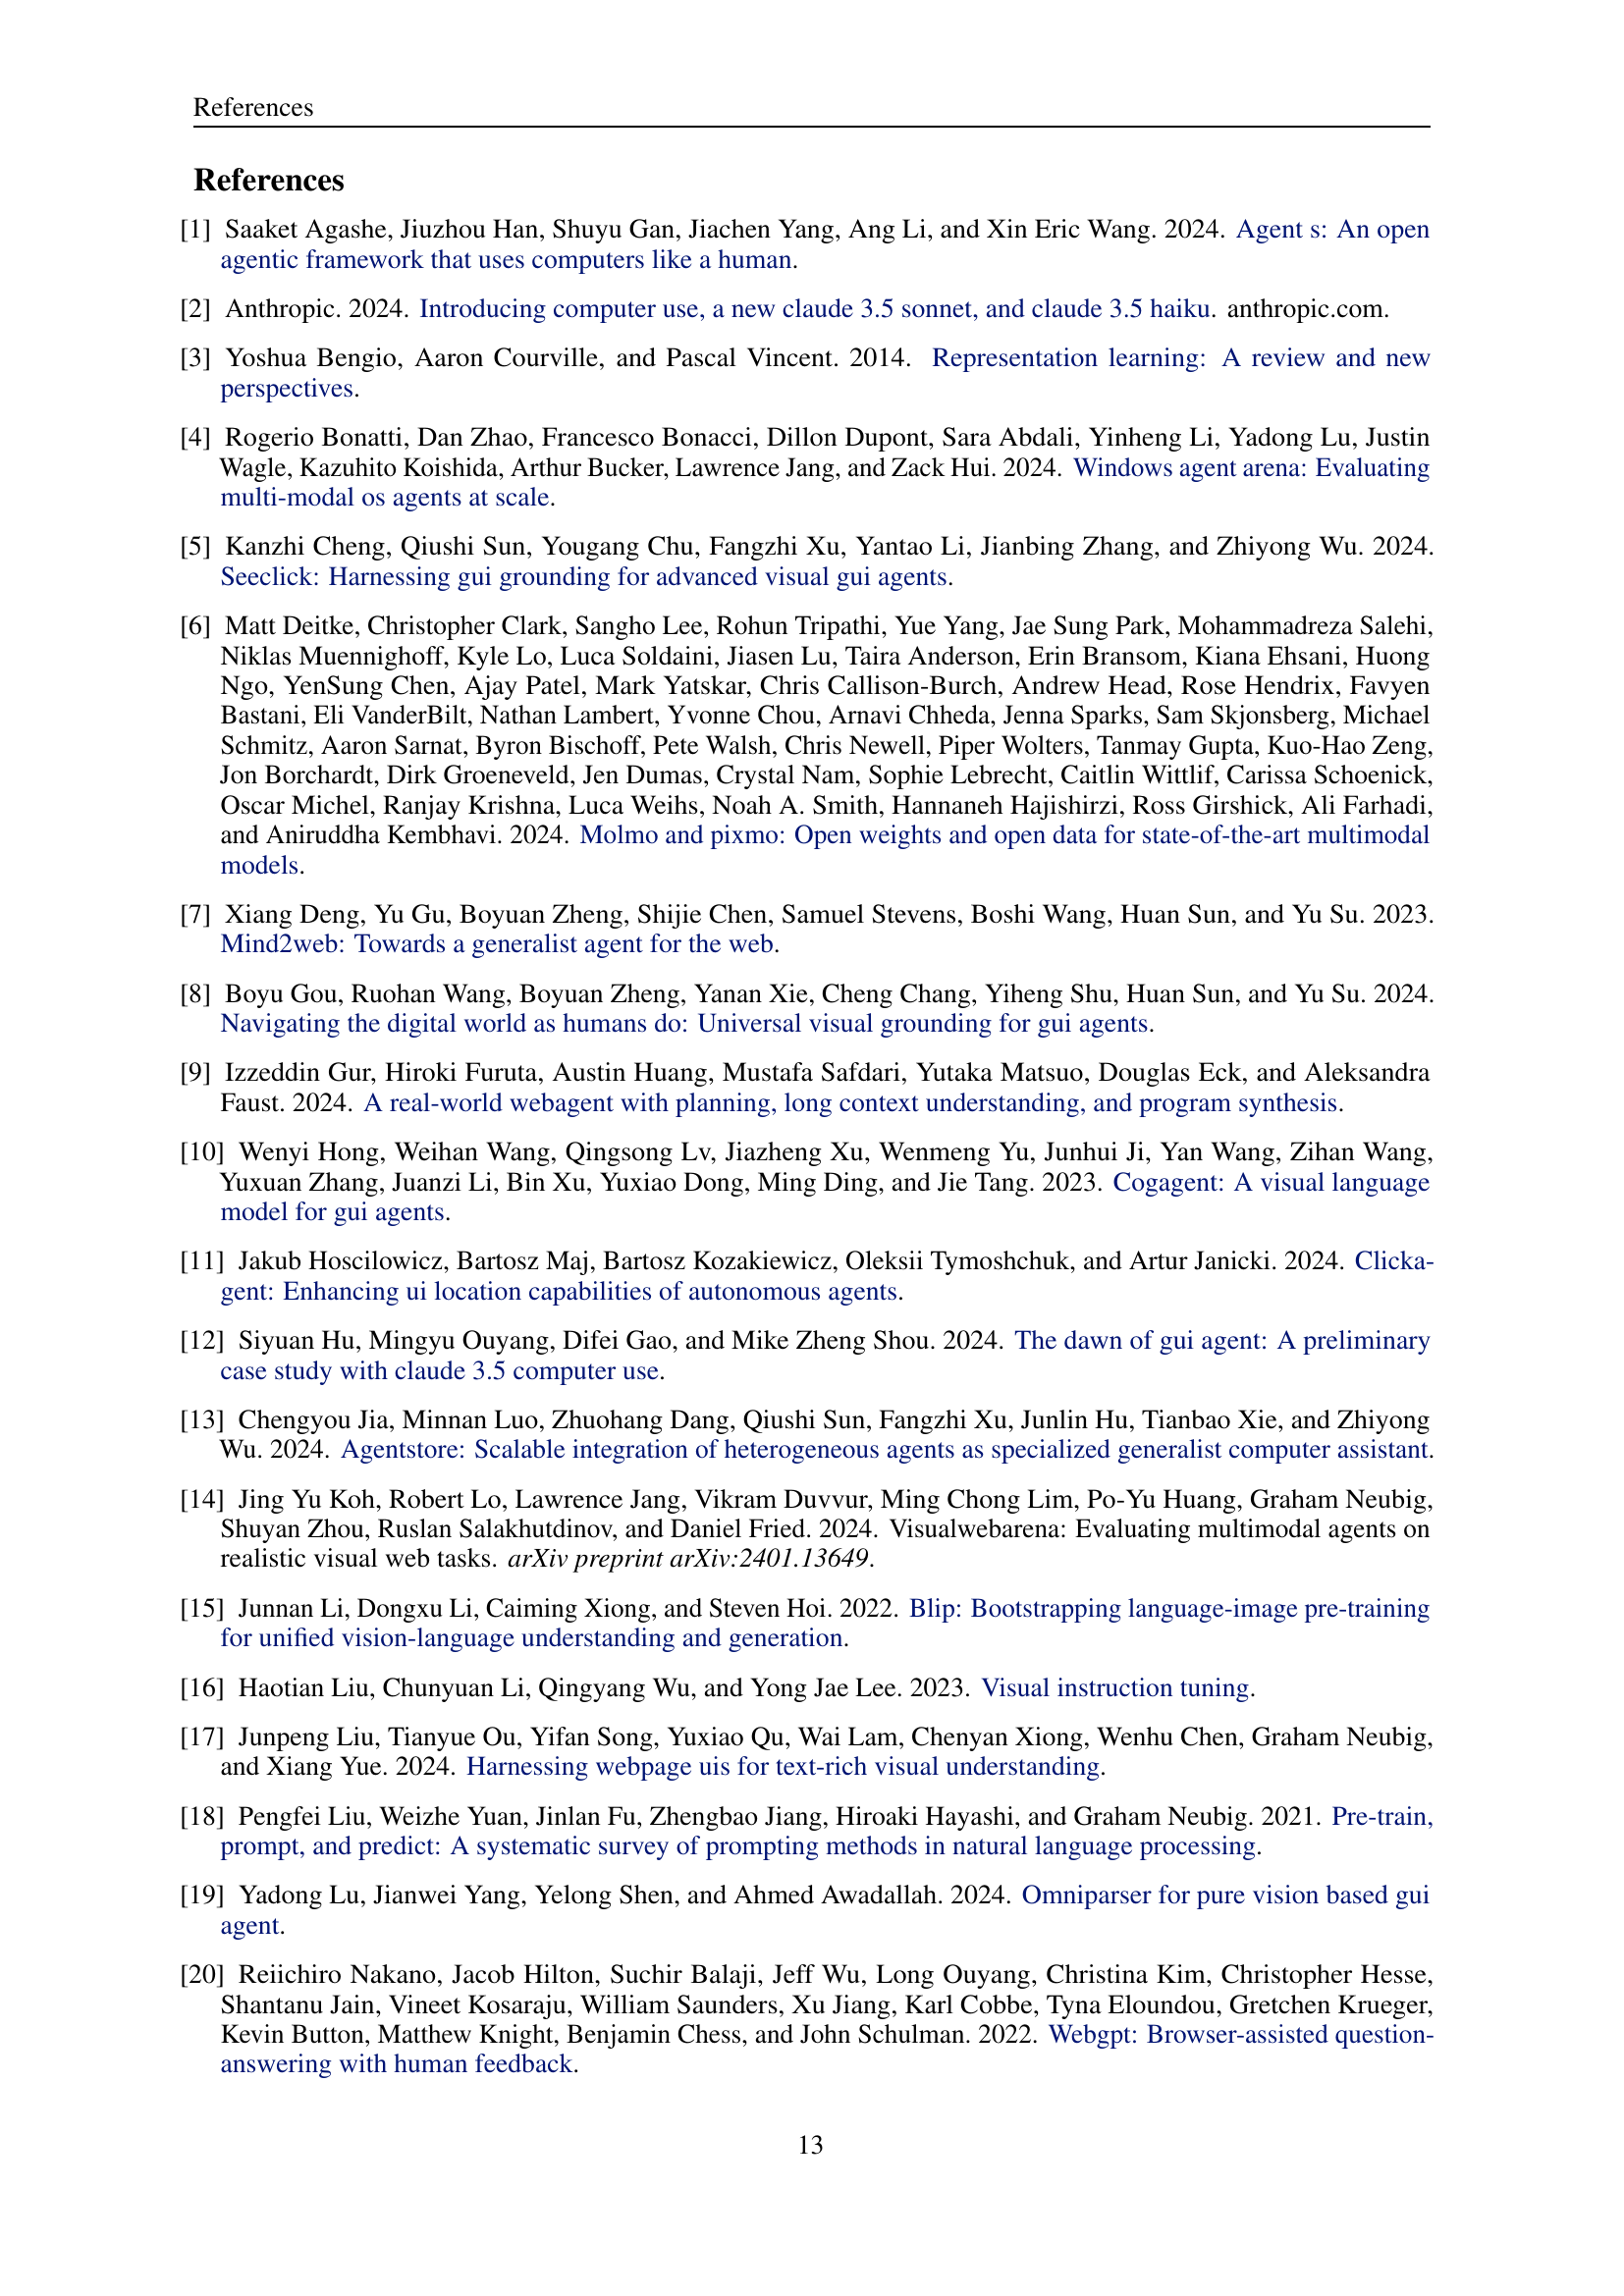 References
References
[1] Saaket Agashe, Jiuzhou Han, Shuyu Gan, Jiachen Yang, Ang Li, and Xin Eric Wang. 2024. Agent s: An open
agentic framework that uses computers like a human.
[2] Anthropic. 2024. Introducing computer use, a new claude 3.5 sonnet, and claude 3.5 haiku. anthropic.com.
[3] Yoshua Bengio, Aaron Courville, and Pascal Vincent. 2014. Representation learning: A review and new
perspectives.
[4] Rogerio Bonatti, Dan Zhao, Francesco Bonacci, Dillon Dupont, Sara Abdali, Yinheng Li, Yadong Lu, Justin
Wagle, Kazuhito Koishida, Arthur Bucker, Lawrence Jang, and Zack Hui. 2024. Windows agent arena: Evaluating
multi-modal os agents at scale.
[5] Kanzhi Cheng, Qiushi Sun, Yougang Chu, Fangzhi Xu, Yantao Li, Jianbing Zhang, and Zhiyong Wu. 2024.
Seeclick: Harnessing gui grounding for advanced visual gui agents.
[6] Matt Deitke, Christopher Clark, Sangho Lee, Rohun Tripathi, Yue Yang, Jae Sung Park, Mohammadreza Salehi,
Niklas Muennighoff, Kyle Lo, Luca Soldaini, Jiasen Lu, Taira Anderson, Erin Bransom, Kiana Ehsani, Huong
Ngo, YenSung Chen, Ajay Patel, Mark Yatskar, Chris Callison-Burch, Andrew Head, Rose Hendrix, Favyen
Bastani, Eli VanderBilt, Nathan Lambert, Yvonne Chou, Arnavi Chheda, Jenna Sparks, Sam Skjonsberg, Michael
Schmitz, Aaron Sarnat, Byron Bischoff, Pete Walsh, Chris Newell, Piper Wolters, Tanmay Gupta, Kuo-Hao Zeng,
Jon Borchardt, Dirk Groeneveld, Jen Dumas, Crystal Nam, Sophie Lebrecht, Caitlin Wittlif, Carissa Schoenick,
Oscar Michel, Ranjay Krishna, Luca Weihs, Noah A. Smith, Hannaneh Hajishirzi, Ross Girshick, Ali Farhadi,
and Aniruddha Kembhavi. 2024. Molmo and pixmo: Open weights and open data for state-of-the-art multimodal
models.
[7] Xiang Deng, Yu Gu, Boyuan Zheng, Shijie Chen, Samuel Stevens, Boshi Wang, Huan Sun, and Yu Su. 2023.
Mind2web: Towards a generalist agent for the web.
[8] Boyu Gou, Ruohan Wang, Boyuan Zheng, Yanan Xie, Cheng Chang, Yiheng Shu, Huan Sun, and Yu Su. 2024.
Navigating the digital world as humans do: Universal visual grounding for gui agents.
[9] Izzeddin Gur, Hiroki Furuta, Austin Huang, Mustafa Safdari, Yutaka Matsuo, Douglas Eck, and Aleksandra
Faust. 2024. A real-world webagent with planning, long context understanding, and program synthesis.
[10] Wenyi Hong, Weihan Wang, Qingsong Lv, Jiazheng Xu, Wenmeng Yu, Junhui Ji, Yan Wang, Zihan Wang,
Yuxuan Zhang, Juanzi Li, Bin Xu, Yuxiao Dong, Ming Ding, and Jie Tang. 2023. Cogagent: A visual language
model for gui agents.
[11] Jakub Hoscilowicz, Bartosz Maj, Bartosz Kozakiewicz, Oleksii Tymoshchuk, and Artur Janicki. 2024. Clicka-
gent: Enhancing ui location capabilities of autonomous agents.
[12] Siyuan Hu, Mingyu Ouyang, Difei Gao, and Mike Zheng Shou. 2024. The dawn of gui agent: A preliminary
case study with claude 3.5 computer use.
[13] Chengyou Jia, Minnan Luo, Zhuohang Dang, Qiushi Sun, Fangzhi Xu, Junlin Hu, Tianbao Xie, and Zhiyong
Wu. 2024. Agentstore: Scalable integration of heterogeneous agents as specialized generalist computer assistant.
[14] Jing Yu Koh, Robert Lo, Lawrence Jang, Vikram Duvvur, Ming Chong Lim, Po-Yu Huang, Graham Neubig,
Shuyan Zhou, Ruslan Salakhutdinov, and Daniel Fried. 2024. Visualwebarena: Evaluating multimodal agents on
realistic visual web tasks. arXiv preprint arXiv:2401.13649.
[15] Junnan Li, Dongxu Li, Caiming Xiong, and Steven Hoi. 2022. Blip: Bootstrapping language-image pre-training
for unified vision-language understanding and generation.
[16] Haotian Liu, Chunyuan Li, Qingyang Wu, and Yong Jae Lee. 2023. Visual instruction tuning.
[17] Junpeng Liu, Tianyue Ou, Yifan Song, Yuxiao Qu, Wai Lam, Chenyan Xiong, Wenhu Chen, Graham Neubig,
and Xiang Yue. 2024. Harnessing webpage uis for text-rich visual understanding.
[18] Pengfei Liu, Weizhe Yuan, Jinlan Fu, Zhengbao Jiang, Hiroaki Hayashi, and Graham Neubig. 2021. Pre-train,
prompt, and predict: A systematic survey of prompting methods in natural language processing.
[19] Yadong Lu, Jianwei Yang, Yelong Shen, and Ahmed Awadallah. 2024. Omniparser for pure vision based gui
agent.
[20] Reiichiro Nakano, Jacob Hilton, Suchir Balaji, Jeff Wu, Long Ouyang, Christina Kim, Christopher Hesse,
Shantanu Jain, Vineet Kosaraju, William Saunders, Xu Jiang, Karl Cobbe, Tyna Eloundou, Gretchen Krueger,
Kevin Button, Matthew Knight, Benjamin Chess, and John Schulman. 2022. Webgpt: Browser-assisted question-
answering with human feedback.
13